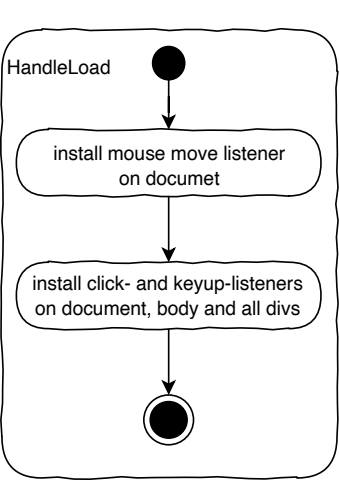 HandleLoad
install mouse move listener
on documet
install click- and keyup-listeners
on document, body and all divs